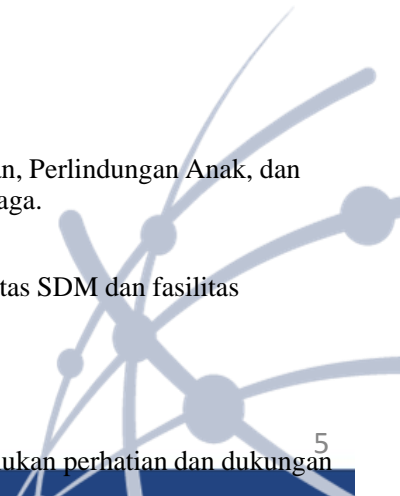 an, Perlindungan Anak, dan
aga.
tas SDM dan fasilitas
5
ukan perhatian dan dukungan